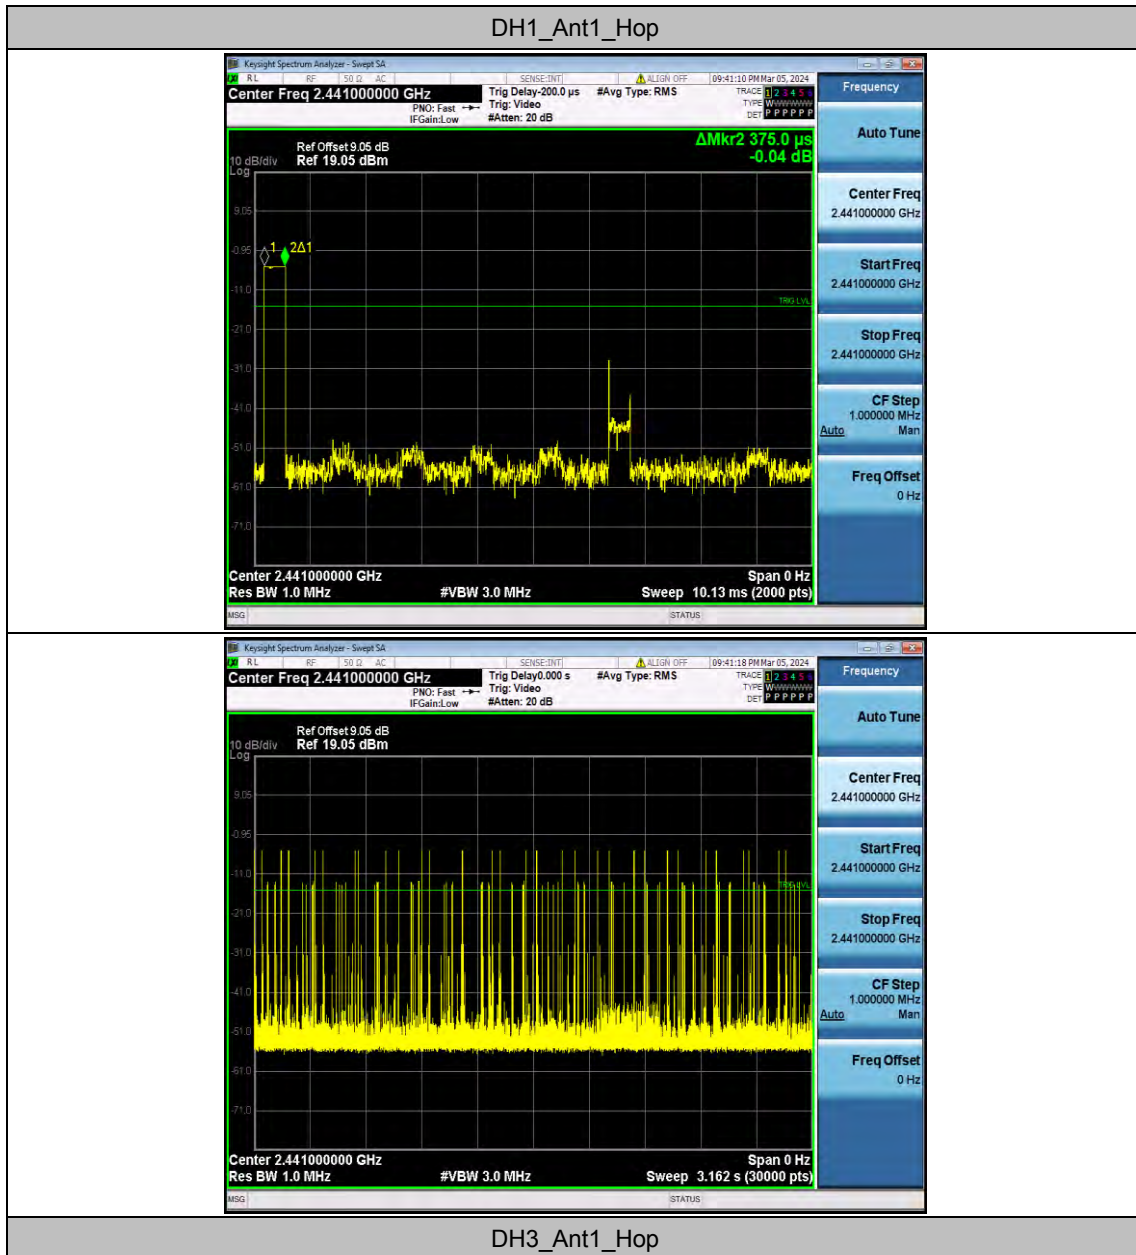 DH1_Ant1_Hop
Keysight Spectrum Analyzer - Swept SA
RL RF 50 Ω AC SENSE:INT ALIGN OFF 09:41:10 PM Mar 05, 2024
Center Freq 2.441000000 GHz
PNO: Fast
IFGain:Low
Trig Delay-200.0 µs
Trig: Video
#Atten: 20 dB
#Avg Type: RMS
TRACE 1 2 3 4 5 6
TYPE WWWWWW
DET P P P P P P
Frequency
Auto Tune
Center Freq
2.441000000 GHz
Start Freq
2.441000000 GHz
Stop Freq
2.441000000 GHz
CF Step
1.000000 MHz
Auto Man
Freq Offset
0 Hz
ΔMkr2 375.0 µs
-0.04 dB
Ref Offset 9.05 dB
10 dB/div Ref 19.05 dBm
Log
9.05
-0.95
-11.0
-21.0
-31.0
-41.0
-51.0
-61.0
-71.0
1 2Δ1
TRIG LVL
Center 2.441000000 GHz Span 0 Hz
Res BW 1.0 MHz #VBW 3.0 MHz Sweep 10.13 ms (2000 pts)
MSG STATUS
Keysight Spectrum Analyzer - Swept SA
RL RF 50 Ω AC SENSE:INT ALIGN OFF 09:41:18 PM Mar 05, 2024
Center Freq 2.441000000 GHz
PNO: Fast
IFGain:Low
Trig Delay0.000 s
Trig: Video
#Atten: 20 dB
#Avg Type: RMS
TRACE 1 2 3 4 5 6
TYPE WWWWWW
DET P P P P P P
Frequency
Auto Tune
Center Freq
2.441000000 GHz
Start Freq
2.441000000 GHz
Stop Freq
2.441000000 GHz
CF Step
1.000000 MHz
Auto Man
Freq Offset
0 Hz
Ref Offset 9.05 dB
10 dB/div Ref 19.05 dBm
Log
9.05
-0.95
-11.0
-21.0
-31.0
-41.0
-51.0
-61.0
-71.0
TRIG LVL
Center 2.441000000 GHz Span 0 Hz
Res BW 1.0 MHz #VBW 3.0 MHz Sweep 3.162 s (30000 pts)
MSG STATUS
DH3_Ant1_Hop